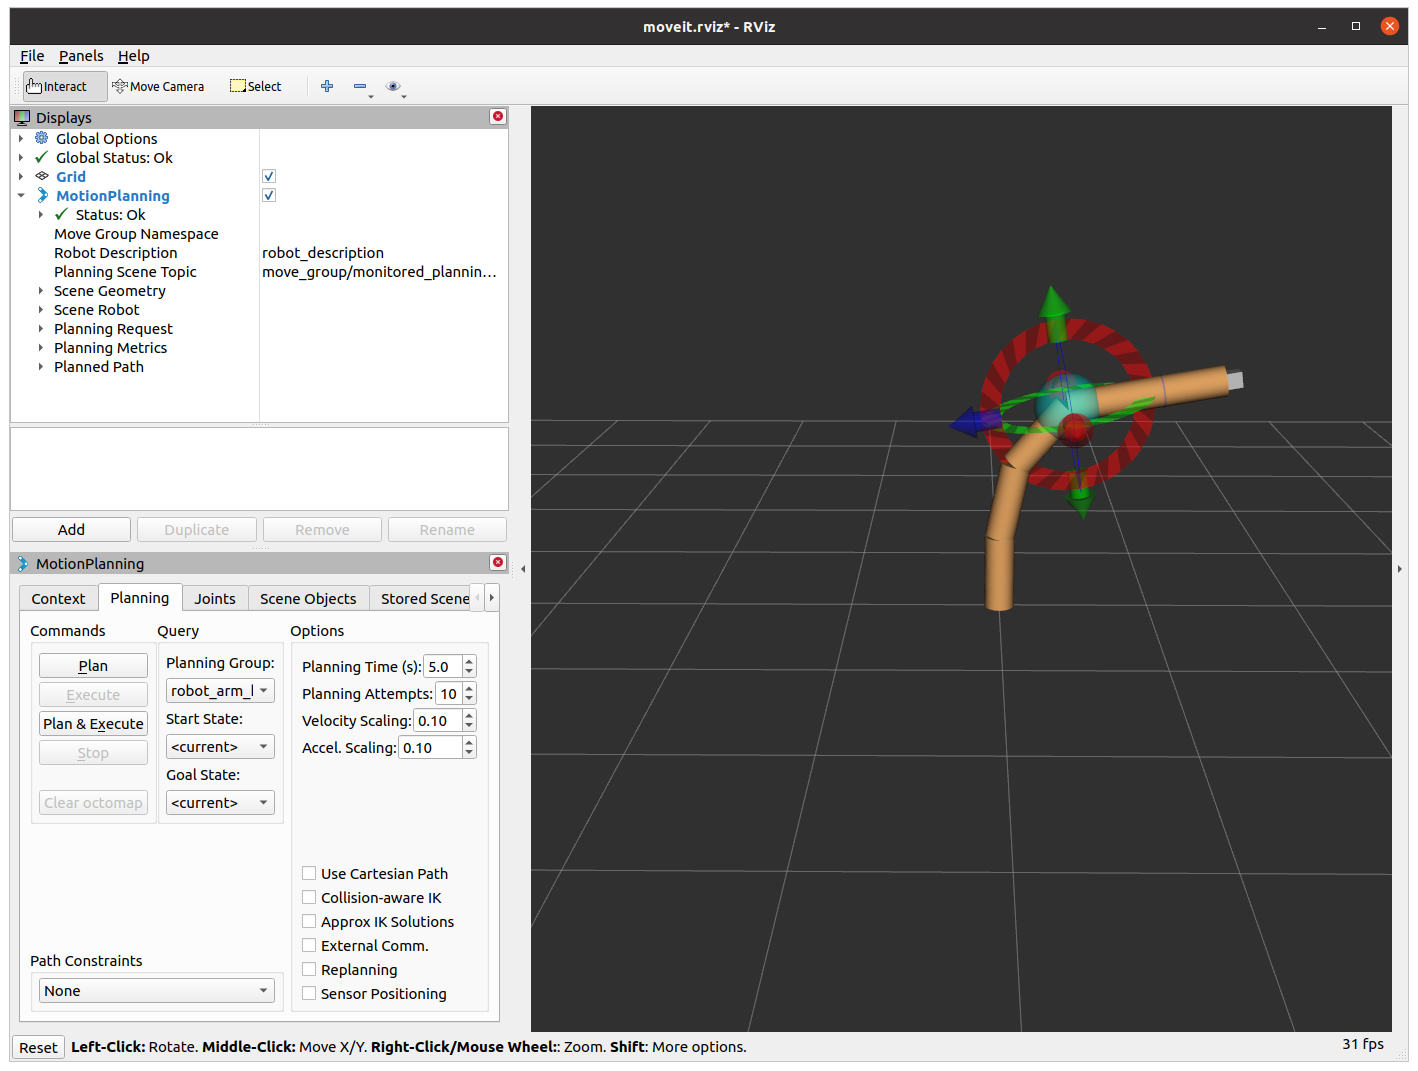 moveit.rviz* - RViz
File Panels Help
Interact Move Camera Select
Displays
Global Options
Global Status: Ok
Grid
MotionPlanning
Status: Ok
Move Group Namespace
Robot Description robot_description
Planning Scene Topic move_group/monitored_plannin...
Scene Geometry
Scene Robot
Planning Request
Planning Metrics
Planned Path
Add Duplicate Remove Rename
MotionPlanning
Context Planning Joints Scene Objects Stored Scene
Commands Query Options
Plan
Execute
Plan & Execute
Stop
Clear octomap
Planning Group:
robot_arm_l
Start State:
<current>
Goal State:
<current>
Planning Time (s): 5.0
Planning Attempts: 10
Velocity Scaling: 0.10
Accel. Scaling: 0.10
Use Cartesian Path
Collision-aware IK
Approx IK Solutions
External Comm.
Replanning
Sensor Positioning
Path Constraints
None
Reset Left-Click: Rotate. Middle-Click: Move X/Y. Right-Click/Mouse Wheel:: Zoom. Shift: More options. 31 fps